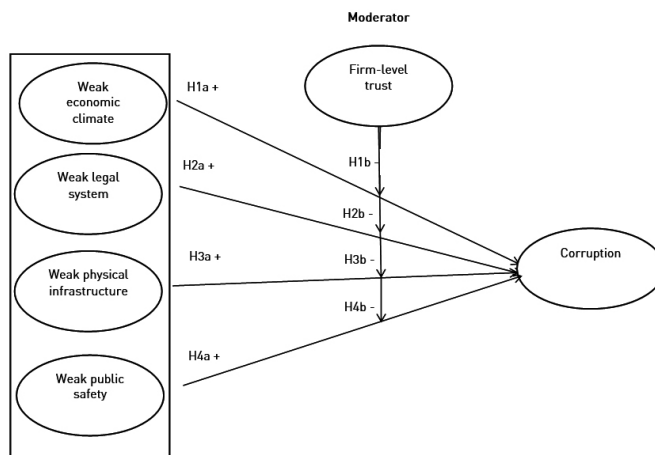 Moderator
Weak
economic
climate
H1a +
Firm-level
trust
H1b -
H2a +
Weak legal
system
H2b -
H3a +
H3b -
Corruption
Weak physical
infrastructure
H4b -
H4a +
Weak public
safety